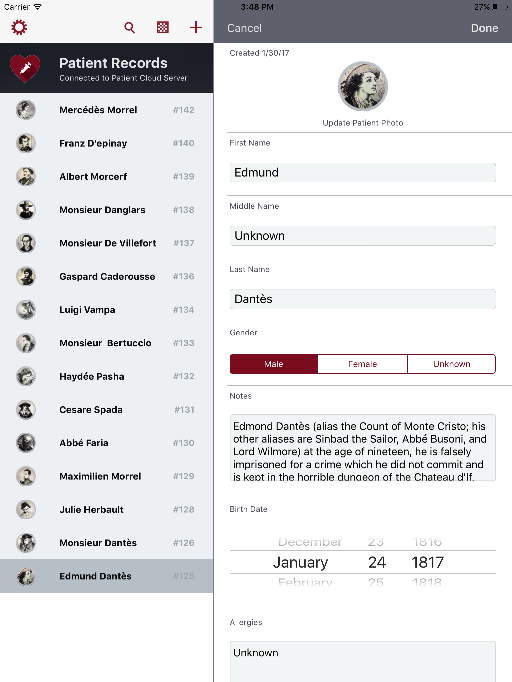 Carrier 3:48 PM 27%
Patient Records
Connected to Patient Cloud Server
Mercédès Morrel #142
Franz D'epinay #140
Albert Morcerf #139
Monsieur Danglars #138
Monsieur De Villefort #137
Gaspard Caderousse #136
Luigi Vampa #134
Monsieur Bertuccio #133
Haydée Pasha #132
Cesare Spada #131
Abbé Faria #130
Maximilien Morrel #129
Julie Herbault #128
Monsieur Dantès #126
Edmund Dantès #125
Cancel Done
Created 1/30/17
Update Patient Photo
First Name
Edmund
Middle Name
Unknown
Last Name
Dantès
Gender
Male Female Unknown
Notes
Edmond Dantès (alias the Count of Monte Cristo; his
other aliases are Sinbad the Sailor, Abbé Busoni, and
Lord Wilmore) at the age of nineteen, he is falsely
imprisoned for a crime which he did not commit and
is kept in the horrible dungeon of the Chateau d'If.
Birth Date
December 23 1816
January 24 1817
February 25 1818
Allergies
Unknown